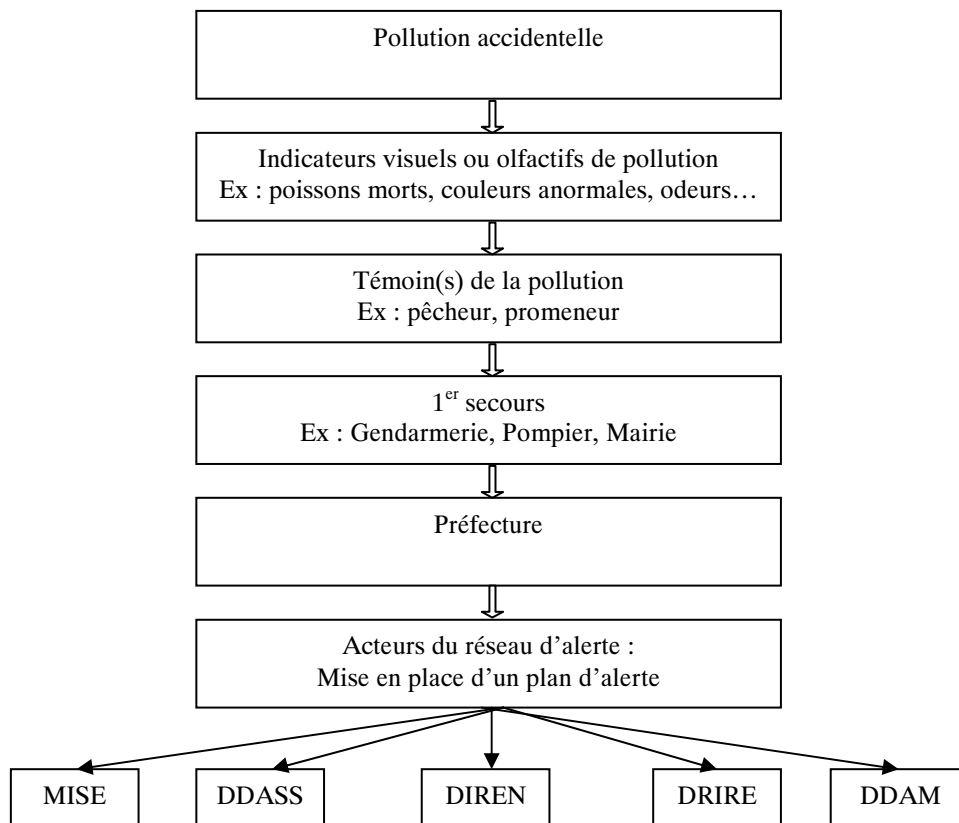 Pollution accidentelle
Indicateurs visuels ou olfactifs de pollution
Ex : poissons morts, couleurs anormales, odeurs…
Témoin(s) de la pollution
Ex : pêcheur, promeneur
1er secours
Ex : Gendarmerie, Pompier, Mairie
Préfecture
Acteurs du réseau d’alerte :
Mise en place d’un plan d’alerte
MISE DDASS DIREN DRIRE DDAM